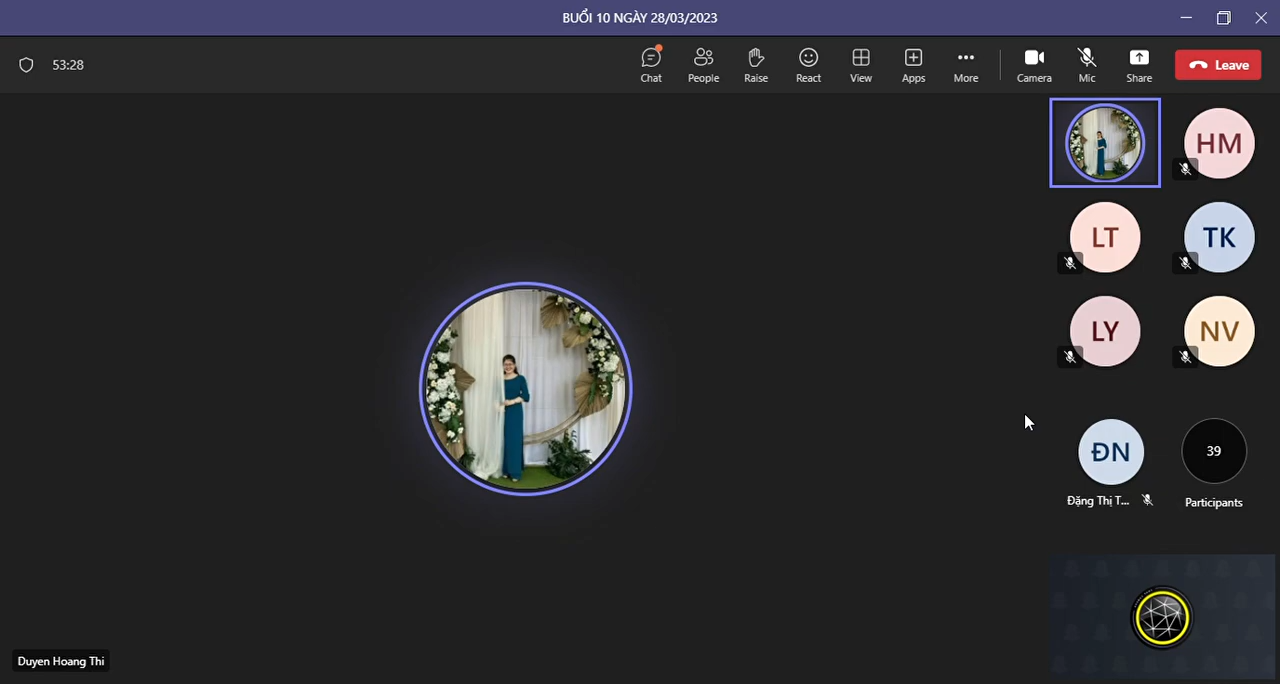 BUỔI 10 NGÀY 28/03/2023
53:28
Chat
People
Raise
React
View
Apps
More
Camera
Mic
Share
Leave
HM
LT
TK
LY
NV
ĐN
39
Đặng Thị T...
Participants
Duyen Hoang Thi